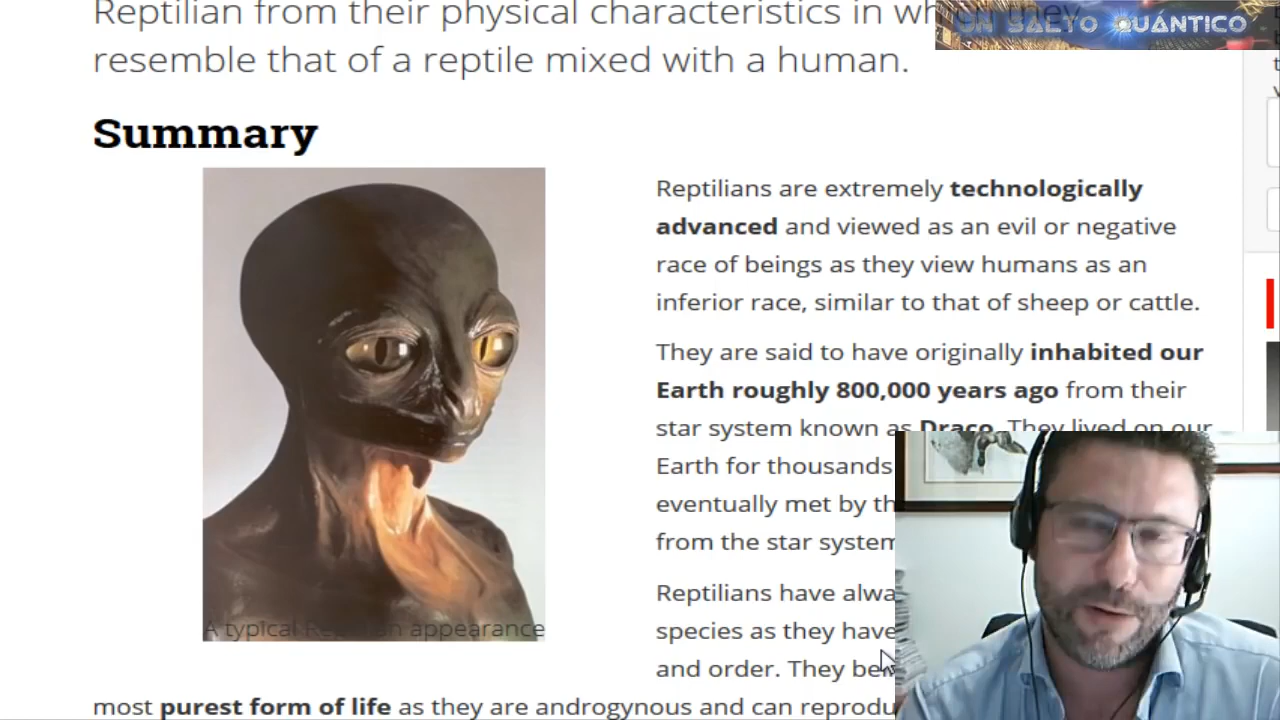 Reptilian from their physical characteristics in wh they
resemble that of a reptile mixed with a human.
UN SALTO QUÁNTICO
Summary
Reptilians are extremely technologically
advanced and viewed as an evil or negative
race of beings as they view humans as an
inferior race, similar to that of sheep or cattle.
They are said to have originally inhabited our
Earth roughly 800,000 years ago from their
star system known as Draco. They lived on our
Earth for thousands
eventually met by th
from the star system
Reptilians have alwa
species as they have
and order. They be
A typical Reptilian appearance
most purest form of life as they are androgynous and can reprodu